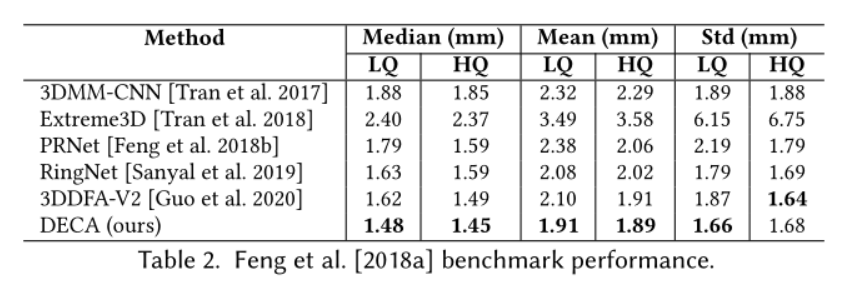 Method Median (mm) Mean (mm) Std (mm)
LQ HQ LQ HQ LQ HQ
3DMM-CNN [Tran et al. 2017] 1.88 1.85 2.32 2.29 1.89 1.88
Extreme3D [Tran et al. 2018] 2.40 2.37 3.49 3.58 6.15 6.75
PRNet [Feng et al. 2018b] 1.79 1.59 2.38 2.06 2.19 1.79
RingNet [Sanyal et al. 2019] 1.63 1.59 2.08 2.02 1.79 1.69
3DDFA-V2 [Guo et al. 2020] 1.62 1.49 2.10 1.91 1.87 1.64
DECA (ours) 1.48 1.45 1.91 1.89 1.66 1.68
Table 2. Feng et al. [2018a] benchmark performance.